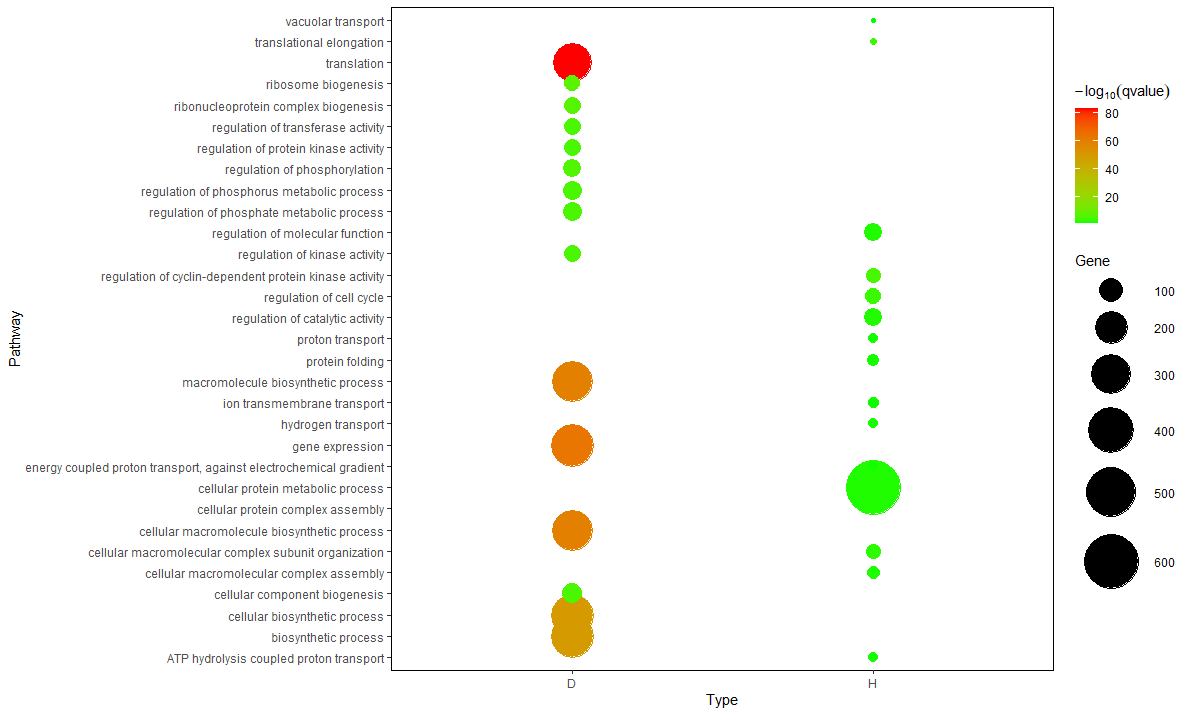 vacuolar transport
translational elongation
translation
ribosome biogenesis
ribonucleoprotein complex biogenesis
regulation of transferase activity
regulation of protein kinase activity
regulation of phosphorylation
regulation of phosphorus metabolic process
regulation of phosphate metabolic process
regulation of molecular function
regulation of kinase activity
regulation of cyclin-dependent protein kinase activity
regulation of cell cycle
regulation of catalytic activity
proton transport
protein folding
macromolecule biosynthetic process
ion transmembrane transport
hydrogen transport
gene expression
energy coupled proton transport, against electrochemical gradient
cellular protein metabolic process
cellular protein complex assembly
cellular macromolecule biosynthetic process
cellular macromolecular complex subunit organization
cellular macromolecular complex assembly
cellular component biogenesis
cellular biosynthetic process
biosynthetic process
ATP hydrolysis coupled proton transport
Pathway
D H
Type
−log10(qvalue)
80
60
40
20
Gene
100
200
300
400
500
600